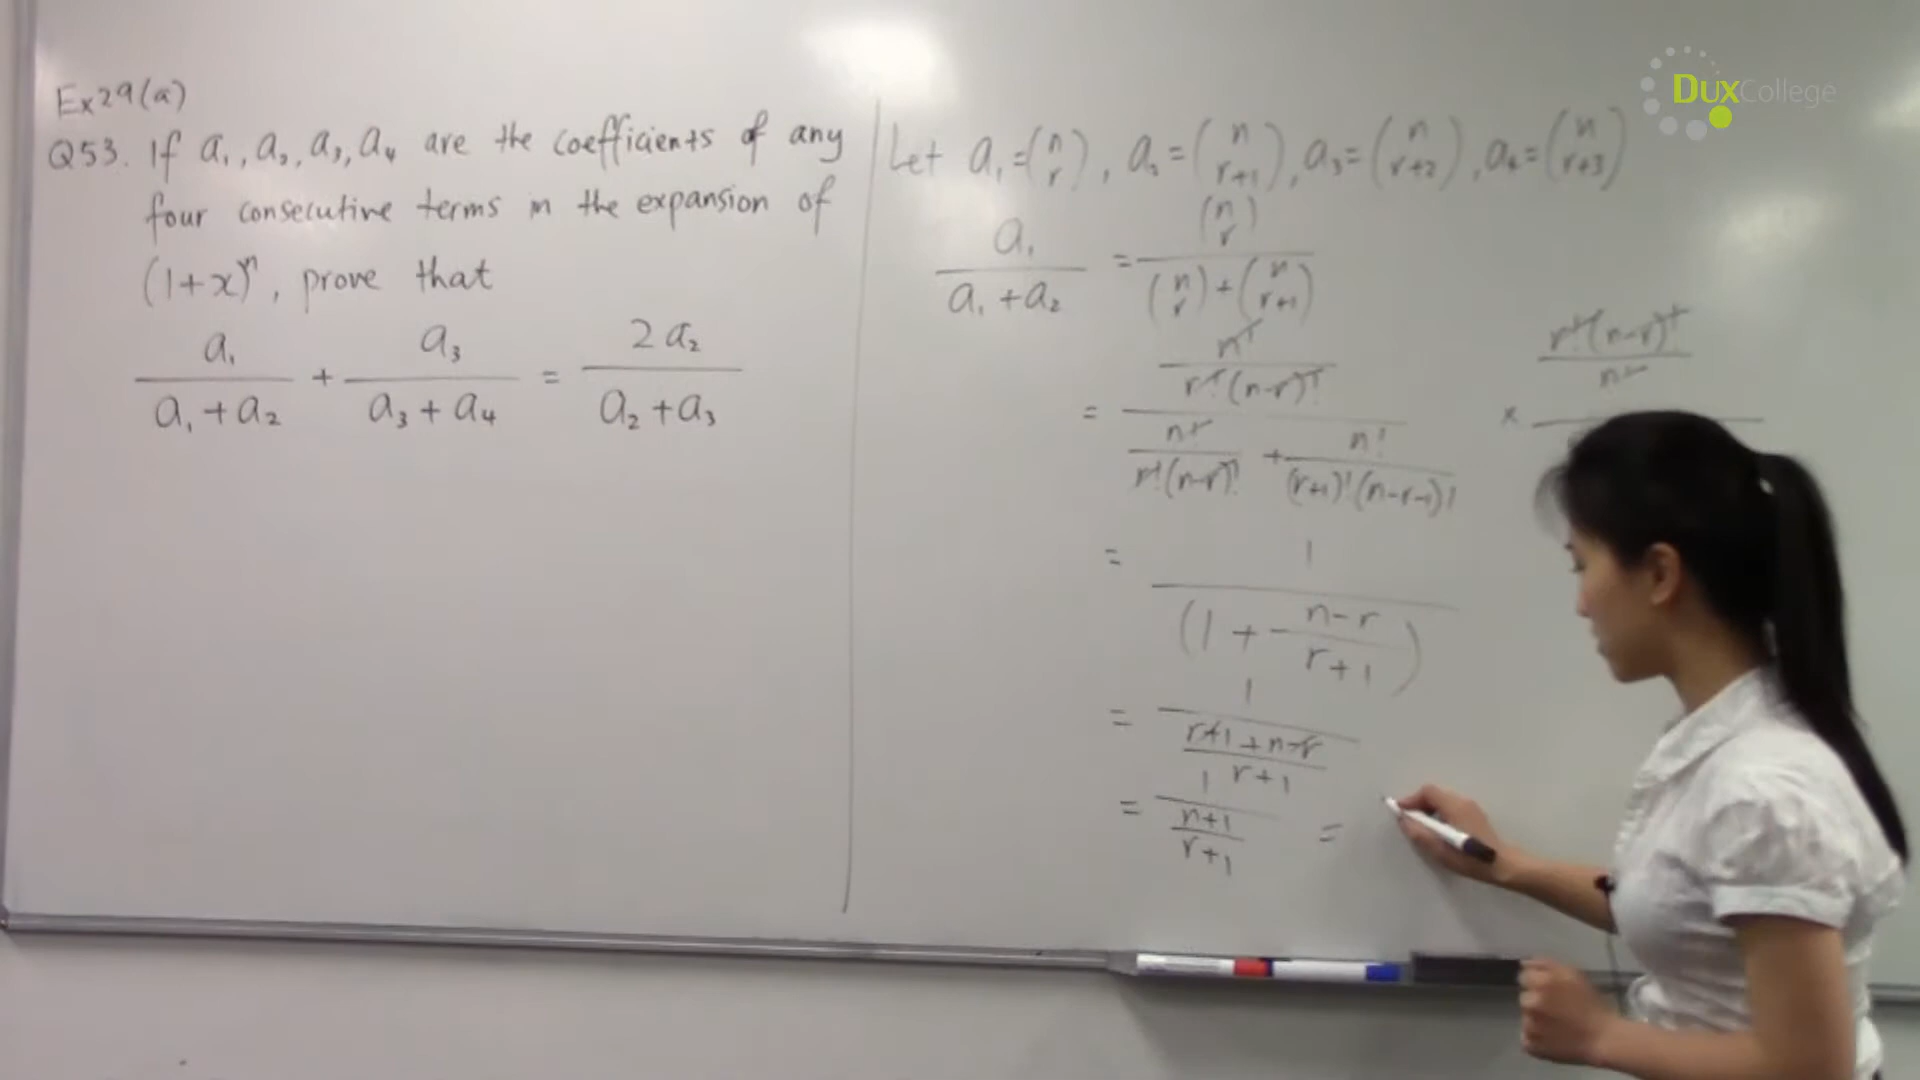 Ex29(a)
Q53. If a₁, a₂, a₃, a₄ are the coefficients of any
four consecutive terms in the expansion of
(1+x)ⁿ, prove that
a₁/(a₁+a₂) + a₃/(a₃+a₄) = 2a₂/(a₂+a₃)
Let a₁=(n r), a₂=(n r+1), a₃=(n r+2), a₄=(n r+3)
a₁/(a₁+a₂) = (n r)/((n r)+(n r+1))
= (n!/(r!(n-r)!))/(n!/(r!(n-r)!) + n!/((r+1)!(n-r-1)!)) × (r!(n-r)!/n!)/
= 1/(1+(n-r)/(r+1))
= 1/((r+1+n-r)/(r+1))
= 1/((n+1)/(r+1)) =
DuxCollege